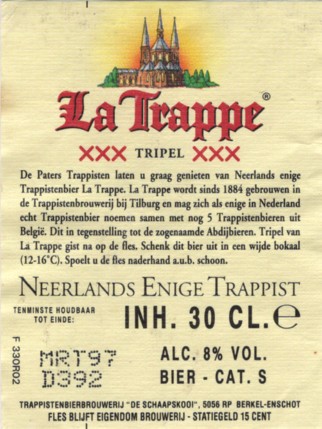 La Trappe®
XXX TRIPEL XXX
De Paters Trappisten laten u graag genieten van Neerlands enige
Trappistenbier La Trappe. La Trappe wordt sinds 1884 gebrouwen in
de Trappistenbrouwerij bij Tilburg en mag zich als enige in Nederland
echt Trappistenbier noemen samen met nog 5 Trappistenbieren uit
België. Dit in tegenstelling tot de zogenaamde Abdijbieren. Tripel van
La Trappe gist na op de fles. Schenk dit bier uit in een wijde bokaal
(12-16°C). Spoelt u de fles naderhand a.u.b. schoon.
NEERLANDS ENIGE TRAPPIST
TENMINSTE HOUDBAAR
TOT EINDE:
INH. 30 CL. ℮
F 330R02
MRT97
D392
ALC. 8% VOL.
BIER - CAT. S
TRAPPISTENBIERBROUWERIJ "DE SCHAAPSKOOI", 5056 RP BERKEL-ENSCHOT
FLES BLIJFT EIGENDOM BROUWERIJ - STATIEGELD 15 CENT